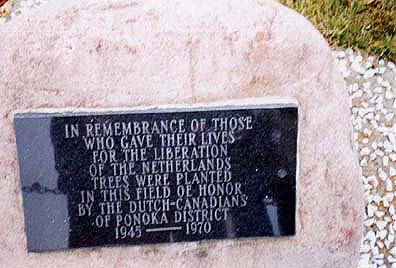 IN REMEMBRANCE OF THOSE
WHO GAVE THEIR LIVES
FOR THE LIBERATION
OF THE NETHERLANDS
TREES WERE PLANTED
IN THIS FIELD OF HONOR
BY THE DUTCH-CANADIANS
OF PONOKA DISTRICT
1945 — 1970